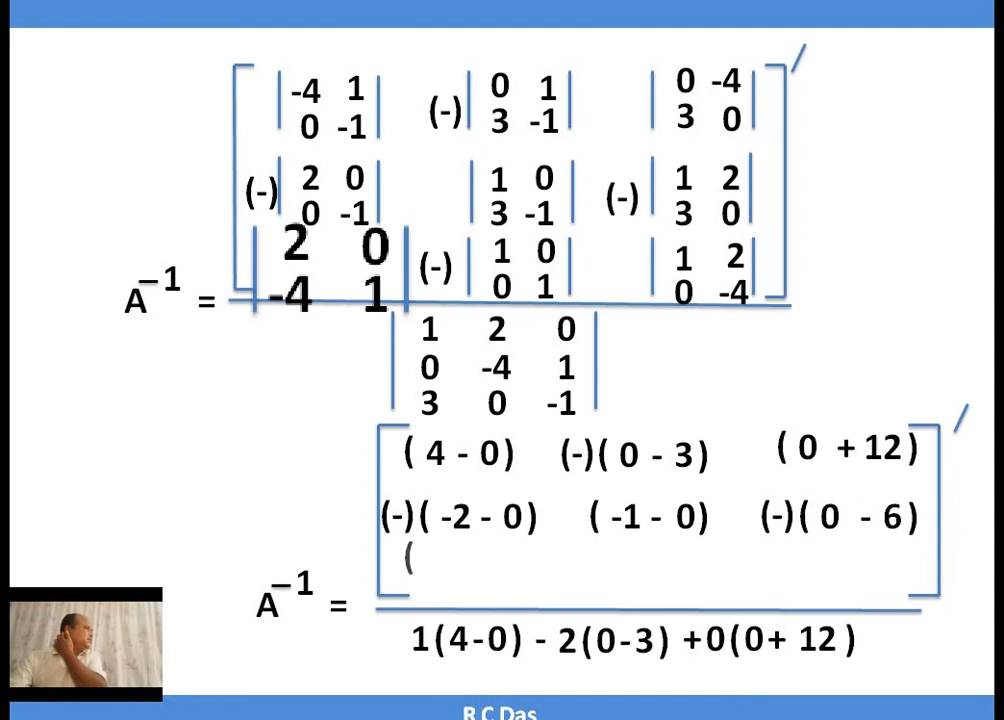 -4 1 (-) 0 1 0 -4 /
0 -1 3 -1 3 0
(-) 2 0 1 0 (-) 1 2
0 -1 3 -1 3 0
2 0 (-) 1 0 1 2
-4 1 0 1 0 -4
A⁻¹ =
1 2 0
0 -4 1
3 0 -1
( 4 - 0) (-)( 0 - 3) ( 0 + 12) /
(-)( -2 - 0) ( -1 - 0) (-)( 0 - 6)
(
A⁻¹ =
1(4-0) - 2(0-3) +0(0+ 12 )
R C Das